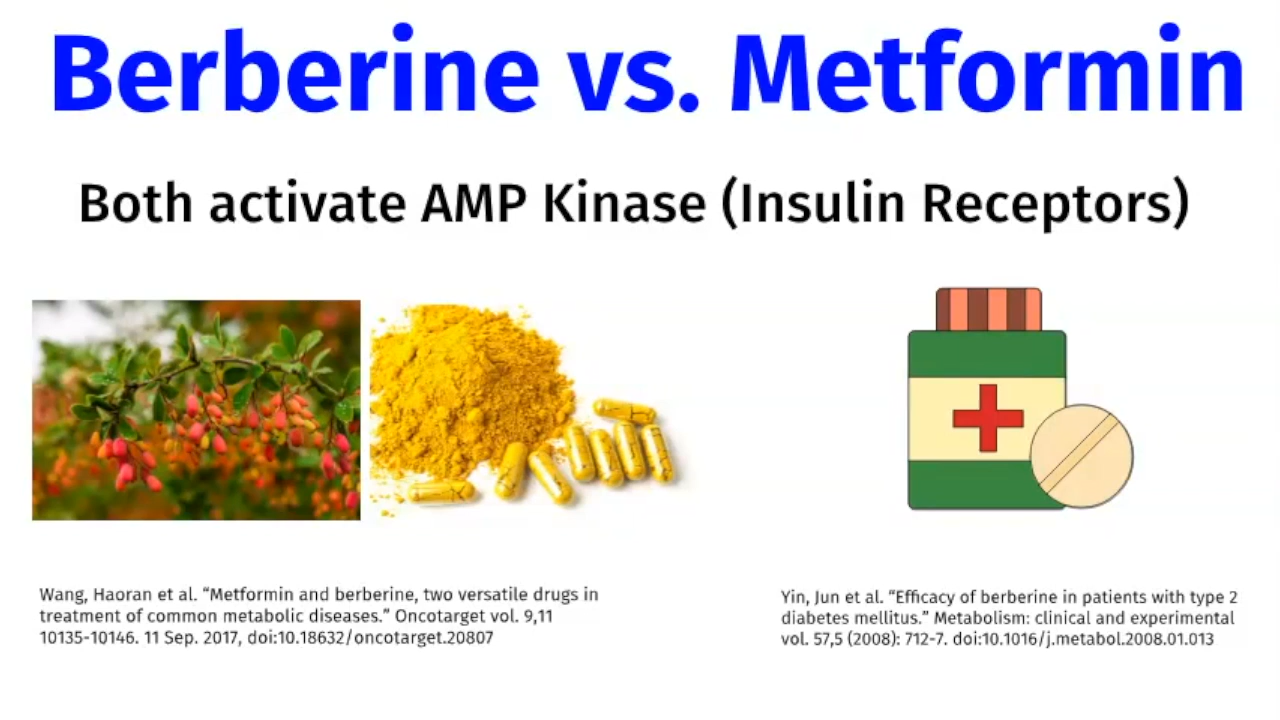 Berberine vs. Metformin
Both activate AMP Kinase (Insulin Receptors)
Wang, Haoran et al. “Metformin and berberine, two versatile drugs in
treatment of common metabolic diseases.” Oncotarget vol. 9,11
10135-10146. 11 Sep. 2017, doi:10.18632/oncotarget.20807
Yin, Jun et al. “Efficacy of berberine in patients with type 2
diabetes mellitus.” Metabolism: clinical and experimental
vol. 57,5 (2008): 712-7. doi:10.1016/j.metabol.2008.01.013